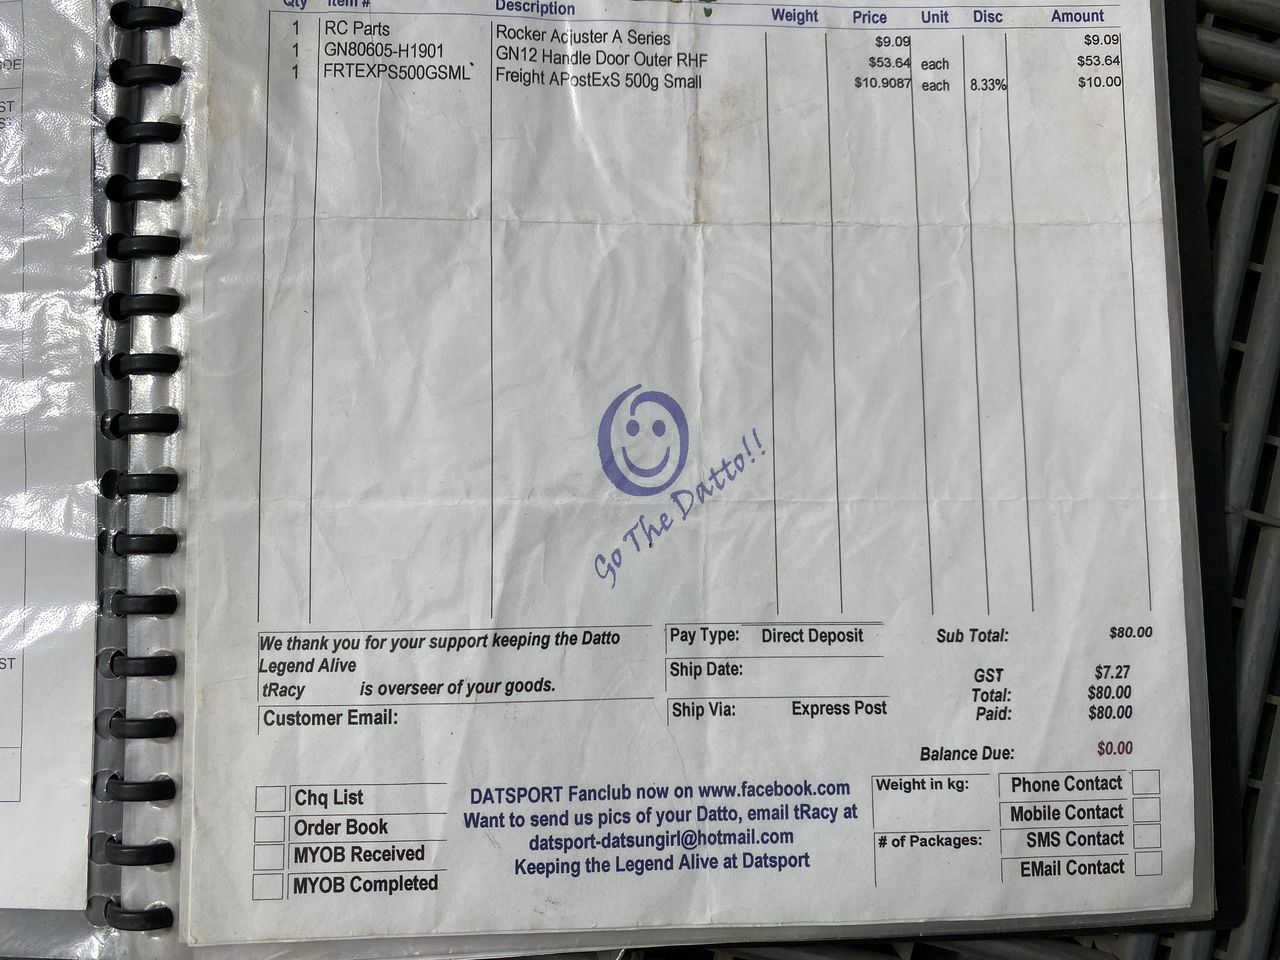 Qty Item # Description Weight Price Unit Disc Amount
1 RC Parts Rocker Adjuster A Series $9.09 $9.09
1 GN80605-H1901 GN12 Handle Door Outer RHF $53.64 each $53.64
1 FRTEXPS500GSML Freight APostExS 500g Small $10.9087 each 8.33% $10.00
Go The Datto!!
We thank you for your support keeping the Datto
Legend Alive
tRacy is overseer of your goods.
Customer Email:
Pay Type: Direct Deposit
Ship Date:
Ship Via: Express Post
Sub Total: $80.00
GST $7.27
Total: $80.00
Paid: $80.00
Balance Due: $0.00
Chq List
Order Book
MYOB Received
MYOB Completed
DATSPORT Fanclub now on www.facebook.com
Want to send us pics of your Datto, email tRacy at
datsport-datsungirl@hotmail.com
Keeping the Legend Alive at Datsport
Weight in kg:
# of Packages:
Phone Contact
Mobile Contact
SMS Contact
EMail Contact